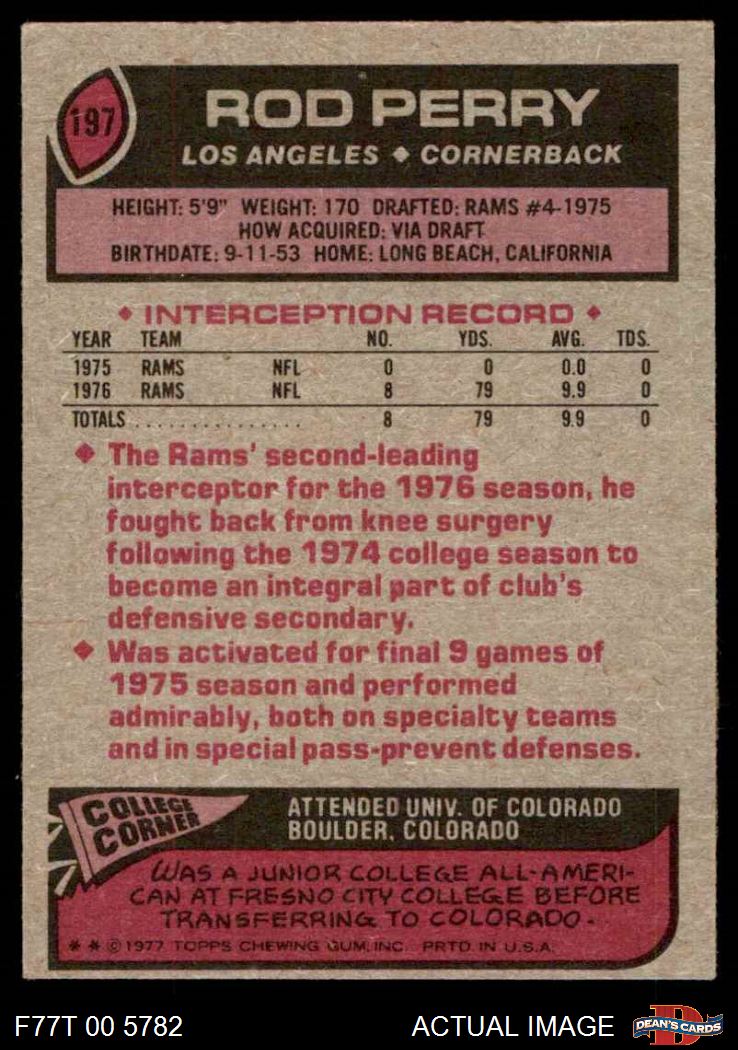 197
ROD PERRY
LOS ANGELES ◆ CORNERBACK
HEIGHT: 5'9" WEIGHT: 170 DRAFTED: RAMS #4-1975
HOW ACQUIRED: VIA DRAFT
BIRTHDATE: 9-11-53 HOME: LONG BEACH, CALIFORNIA
◆ INTERCEPTION RECORD ◆
YEAR TEAM NO. YDS. AVG. TDS.
1975 RAMS NFL 0 0 0.0 0
1976 RAMS NFL 8 79 9.9 0
TOTALS . . . . . . . . . . . . . . . 8 79 9.9 0
◆ The Rams' second-leading
interceptor for the 1976 season, he
fought back from knee surgery
following the 1974 college season to
become an integral part of club's
defensive secondary.
◆ Was activated for final 9 games of
1975 season and performed
admirably, both on specialty teams
and in special pass-prevent defenses.
COLLEGE
CORNER
ATTENDED UNIV. OF COLORADO
BOULDER, COLORADO
WAS A JUNIOR COLLEGE ALL-AMERI-
CAN AT FRESNO CITY COLLEGE BEFORE
TRANSFERRING TO COLORADO.
* * © 1977 TOPPS CHEWING GUM, INC. PRTD. IN U.S.A.
F77T 00 5782 ACTUAL IMAGE
D
DEAN'S CARDS